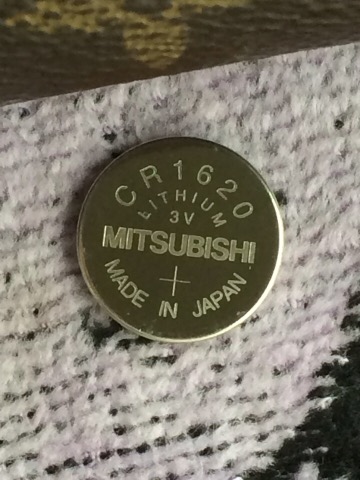 CR1620
LITHIUM
3V
MITSUBISHI
+
MADE IN JAPAN